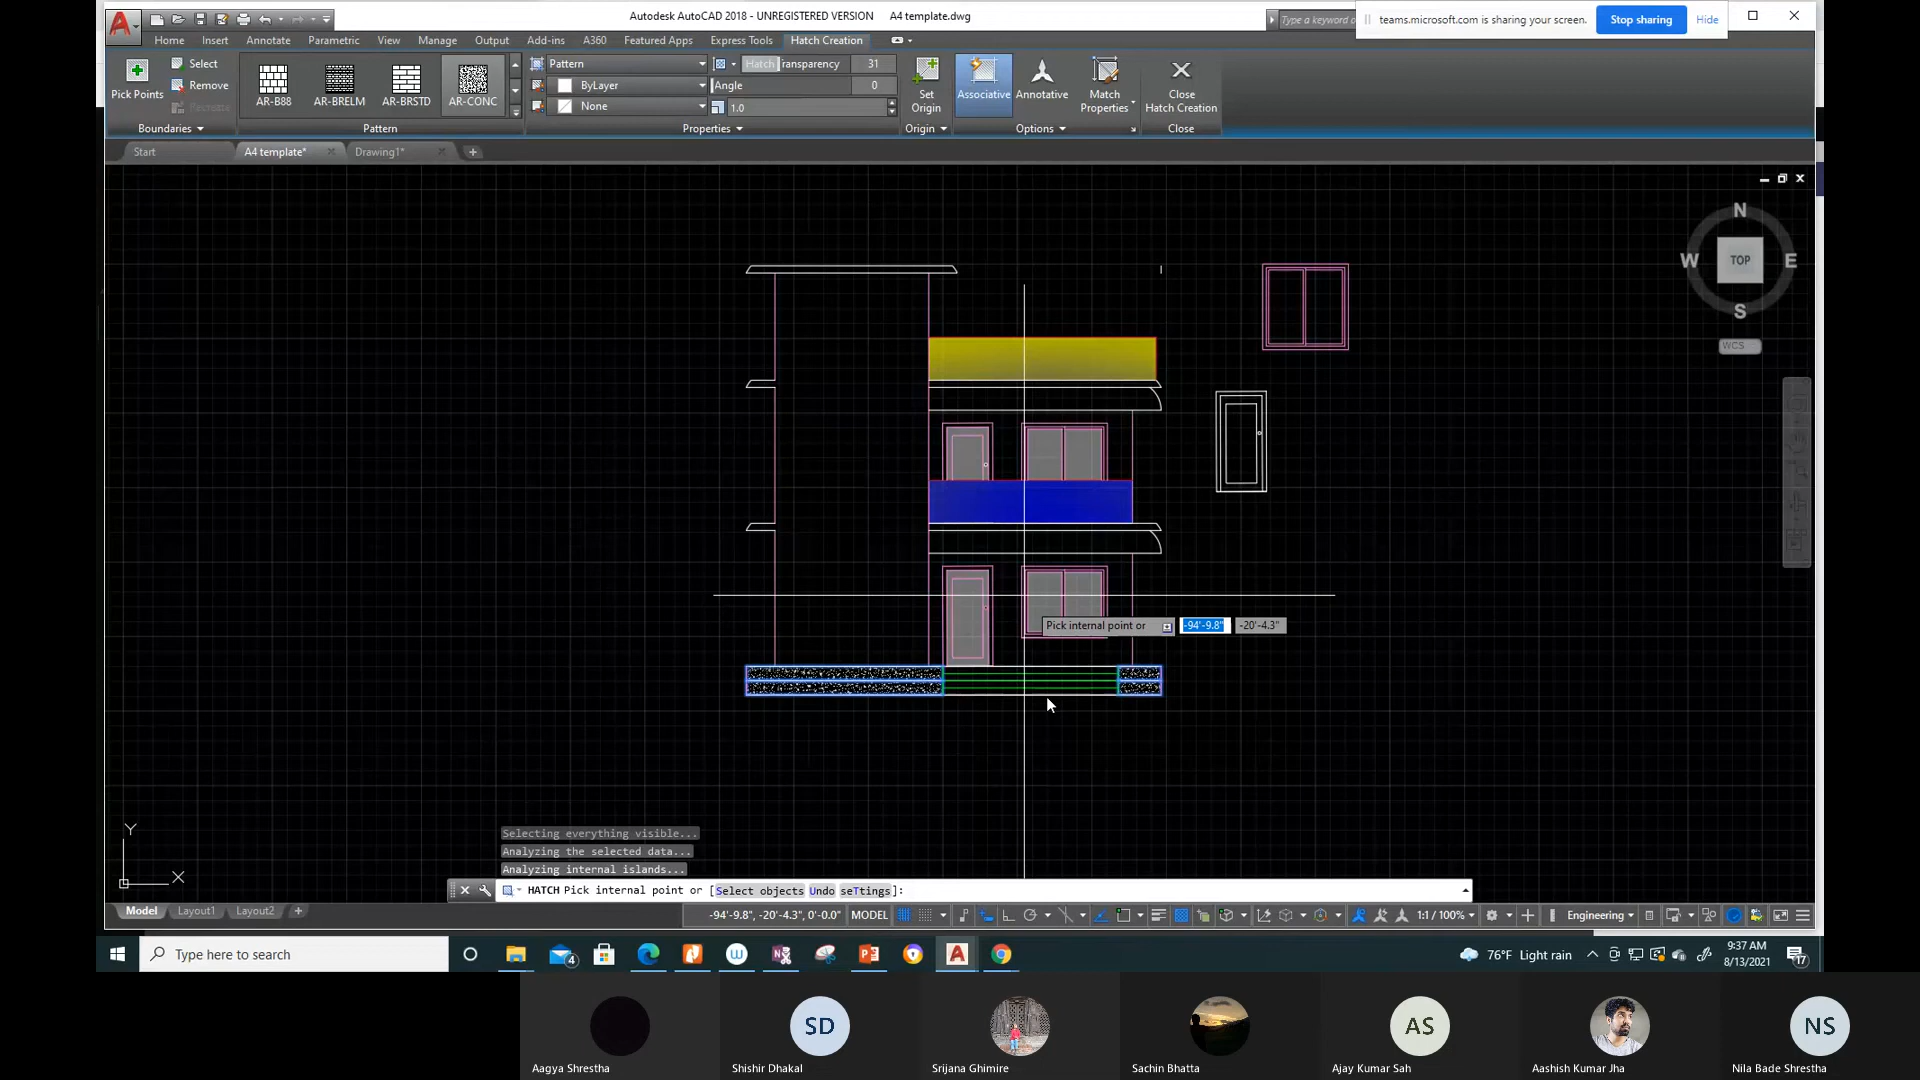 Autodesk AutoCAD 2018 - UNREGISTERED VERSION A4 template.dwg
Type a keyword o
teams.microsoft.com is sharing your screen. Stop sharing Hide
Home Insert Annotate Parametric View Manage Output Add-ins A360 Featured Apps Express Tools Hatch Creation
Pick Points
Select
Remove
Recreate
AR-B88 AR-BRELM AR-BRSTD AR-CONC
Pattern Hatch Transparency 31
ByLayer Angle 0
None 1.0
Set Origin
Associative
Annotative
Match Properties
Close Hatch Creation
Boundaries Pattern Properties Origin Options Close
Start A4 template* Drawing1*
N
W TOP E
S
WCS
Pick internal point or -94'-9.8" -20'-4.3"
Y
X
Selecting everything visible...
Analyzing the selected data...
Analyzing internal islands...
HATCH Pick internal point or [Select objects Undo seTtings]:
Model Layout1 Layout2 +
-94'-9.8", -20'-4.3", 0'-0.0" MODEL 1:1 / 100% Engineering
Type here to search
4
76°F Light rain
9:37 AM
8/13/2021
17
SD AS NS
Aagya Shrestha Shishir Dhakal Srijana Ghimire Sachin Bhatta Ajay Kumar Sah Aashish Kumar Jha Nila Bade Shrestha